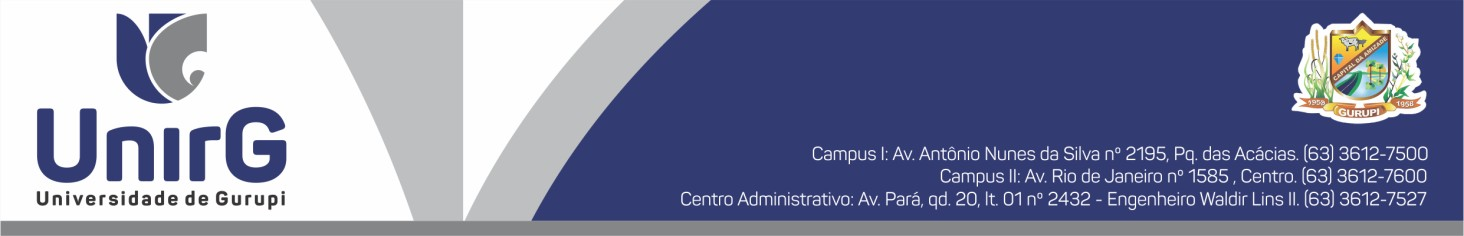 UnirG
Universidade de Gurupi
CAPITAL DA AMIZADE
1958 1958
GURUPI
Campus I: Av. Antônio Nunes da Silva nº 2195, Pq. das Acácias. (63) 3612-7500
Campus II: Av. Rio de Janeiro nº 1585 , Centro. (63) 3612-7600
Centro Administrativo: Av. Pará, qd. 20, lt. 01 nº 2432 - Engenheiro Waldir Lins II. (63) 3612-7527